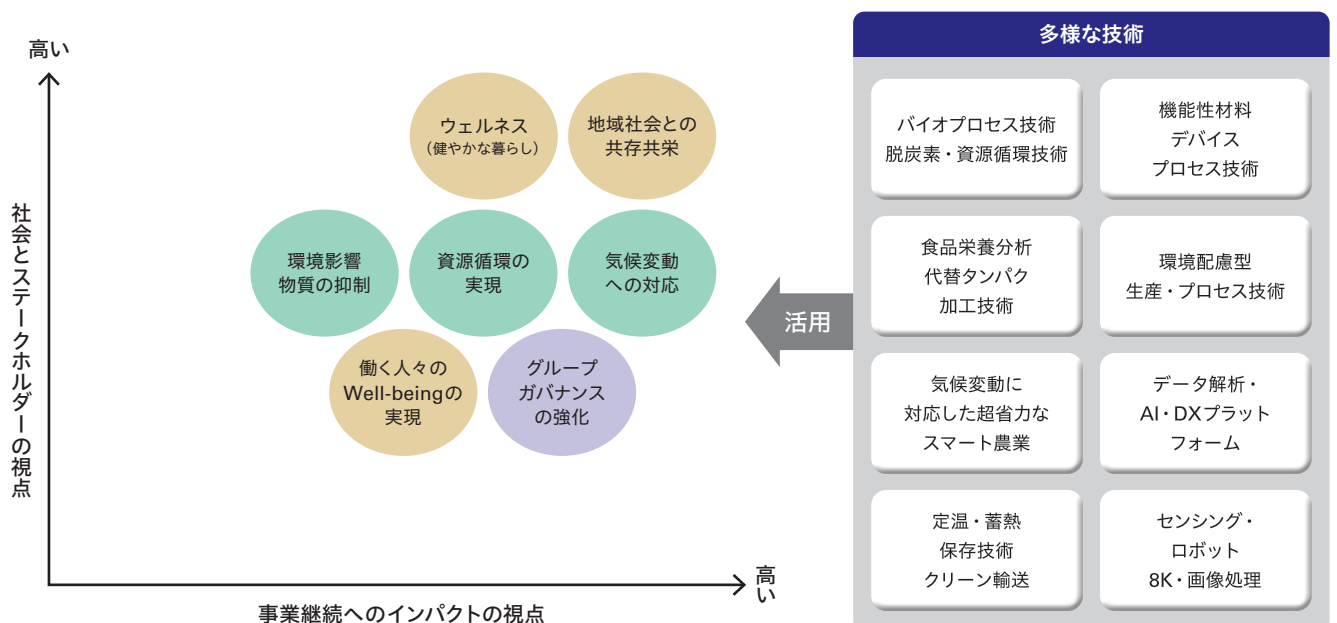 高い
社会とステークホルダーの視点
ウェルネス
（健やかな暮らし）
地域社会との
共存共栄
環境影響
物質の抑制
資源循環の
実現
気候変動
への対応
働く人々の
Well-beingの
実現
グループ
ガバナンス
の強化
高い
事業継続へのインパクトの視点
活用
多様な技術
バイオプロセス技術
脱炭素・資源循環技術
機能性材料
デバイス
プロセス技術
食品栄養分析
代替タンパク
加工技術
環境配慮型
生産・プロセス技術
気候変動に
対応した超省力な
スマート農業
データ解析・
AI・DXプラット
フォーム
定温・蓄熱
保存技術
クリーン輸送
センシング・
ロボット
8K・画像処理